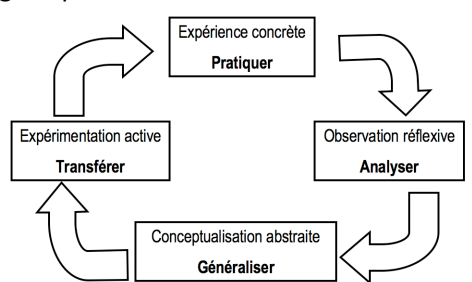 Expérience concrète
Pratiquer
Observation réflexive
Analyser
Conceptualisation abstraite
Généraliser
Expérimentation active
Transférer